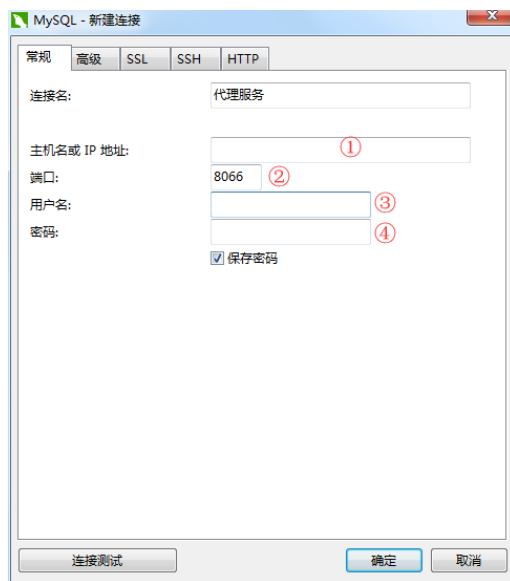 MySQL - 新建连接
常规 高级 SSL SSH HTTP
连接名: 代理服务
主机名或 IP 地址: ①
端口: 8066 ②
用户名: ③
密码: ④
保存密码
连接测试 确定 取消